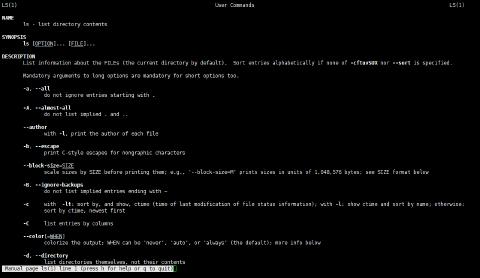 LS(1) User Commands LS(1)
NAME
ls - list directory contents
SYNOPSIS
ls [OPTION]... [FILE]...
DESCRIPTION
List information about the FILEs (the current directory by default). Sort entries alphabetically if none of -cftuvSUX nor --sort is specified.
Mandatory arguments to long options are mandatory for short options too.
-a, --all
do not ignore entries starting with .
-A, --almost-all
do not list implied . and ..
--author
with -l, print the author of each file
-b, --escape
print C-style escapes for nongraphic characters
--block-size=SIZE
scale sizes by SIZE before printing them; e.g., '--block-size=M' prints sizes in units of 1,048,576 bytes; see SIZE format below
-B, --ignore-backups
do not list implied entries ending with ~
-c with -lt: sort by, and show, ctime (time of last modification of file status information); with -l: show ctime and sort by name; otherwise:
sort by ctime, newest first
-C list entries by columns
--color[=WHEN]
colorize the output; WHEN can be 'never', 'auto', or 'always' (the default); more info below
-d, --directory
list directories themselves, not their contents
Manual page ls(1) line 1 (press h for help or q to quit)